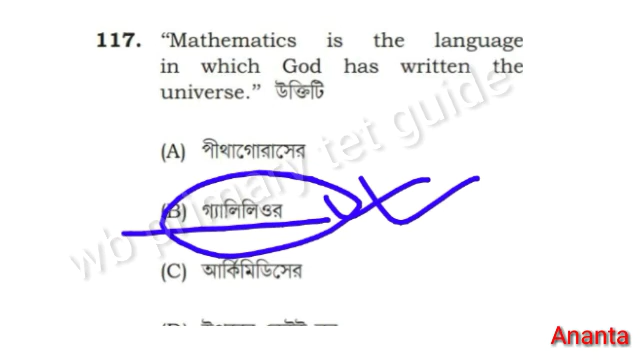 117. “Mathematics is the language
in which God has written the
universe.” উক্তিটি
(A) পীথাগোরাসের
(B) গ্যালিলিওর
(C) আর্কিমিডিসের
wb primary tet guide
Ananta